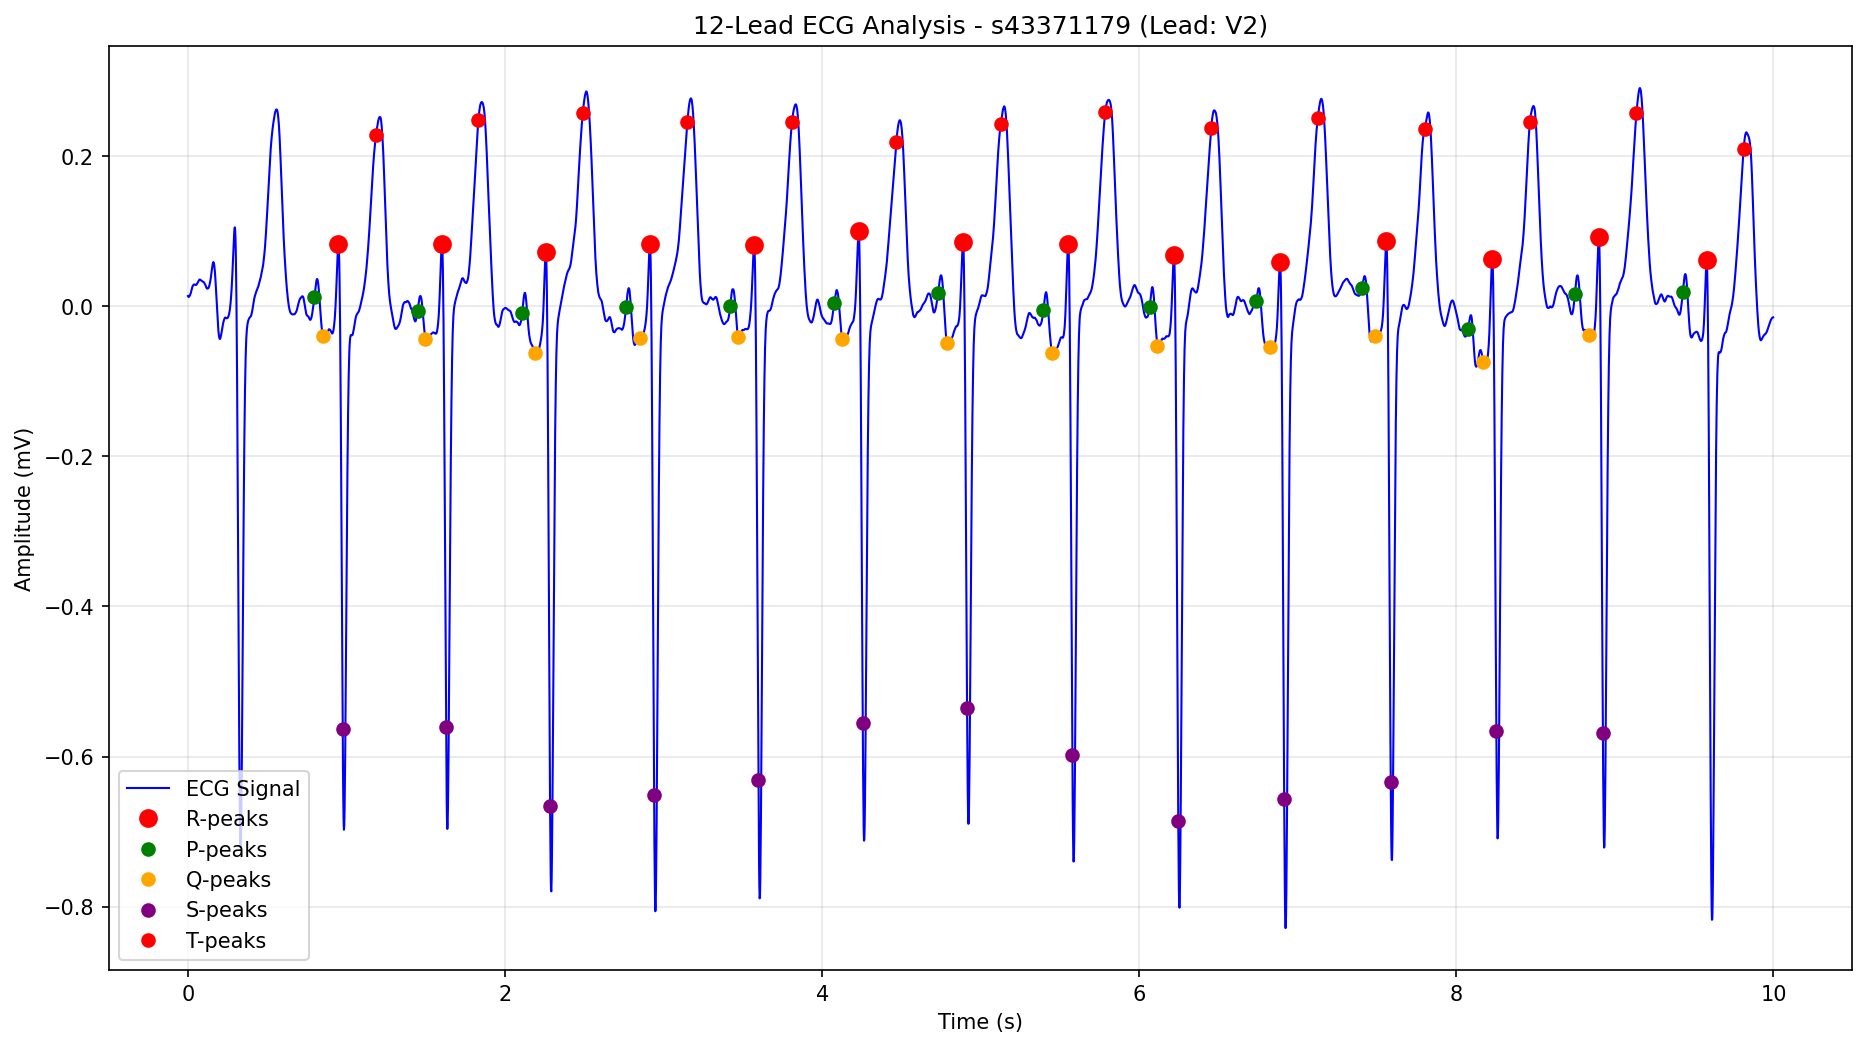 12-Lead ECG Analysis - s43371179 (Lead: V2)
Amplitude (mV)
0.2
0.0
−0.2
−0.4
−0.6
−0.8
ECG Signal
R-peaks
P-peaks
Q-peaks
S-peaks
T-peaks
0 2 4 6 8 10
Time (s)